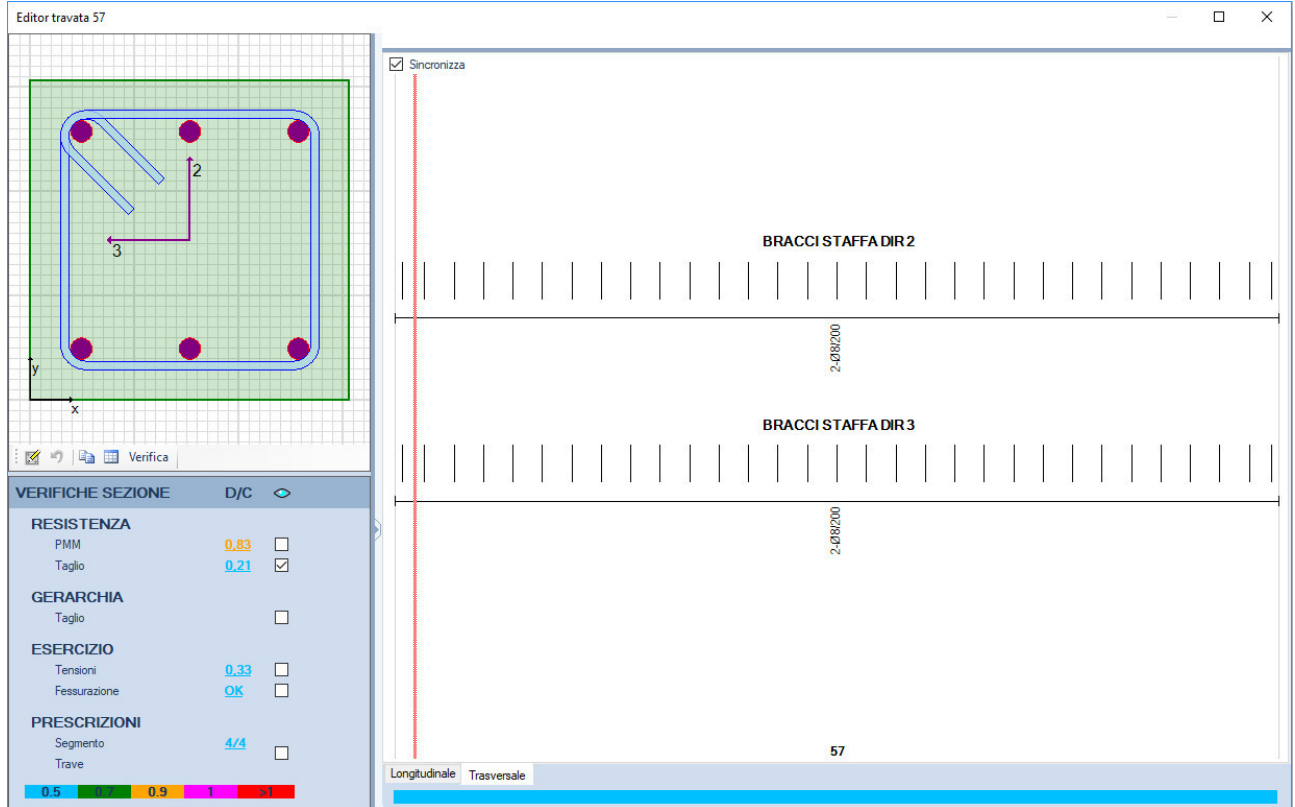 Editor travata 57
2
3
y
x
Verifica
VERIFICHE SEZIONE D/C
RESISTENZA
PMM 0,83
Taglio 0,21
GERARCHIA
Taglio
ESERCIZIO
Tensioni 0,33
Fessurazione OK
PRESCRIZIONI
Segmento 4/4
Trave
0.5 0.7 0.9 1 >1
Sincronizza
BRACCI STAFFA DIR 2
2-Ø8/200
BRACCI STAFFA DIR 3
2-Ø8/200
57
Longitudinale Trasversale